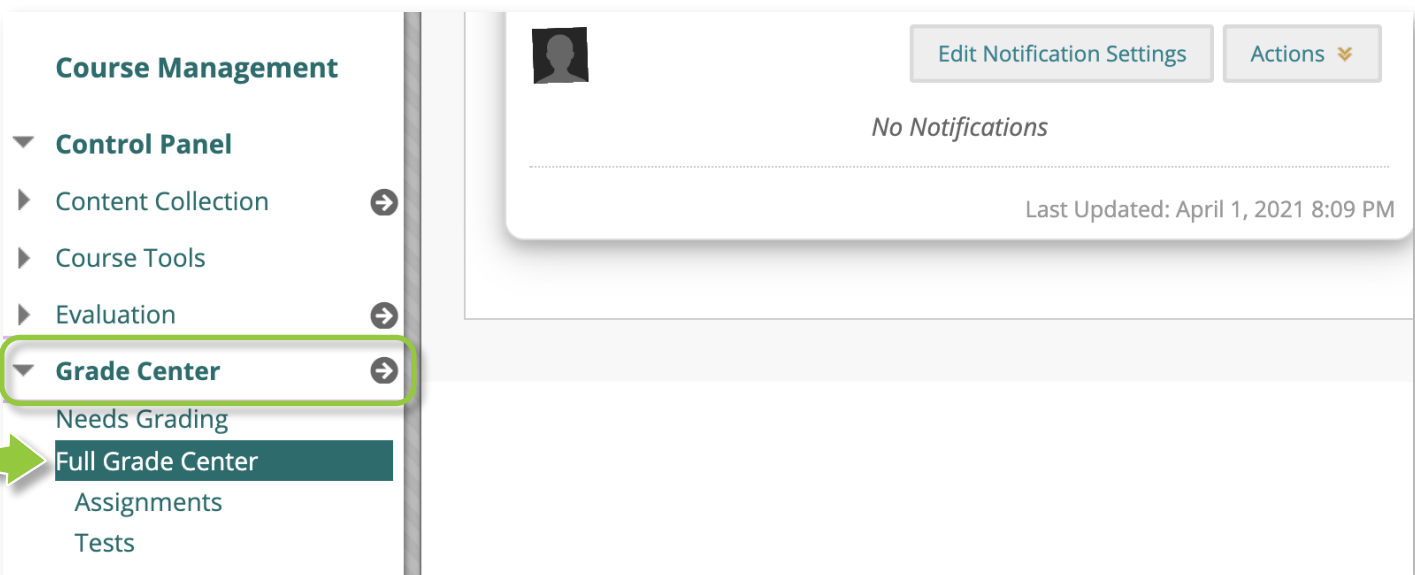 Course Management
Control Panel
Content Collection
Course Tools
Evaluation
Grade Center
Needs Grading
Full Grade Center
Assignments
Tests
Edit Notification Settings
Actions
No Notifications
Last Updated: April 1, 2021 8:09 PM